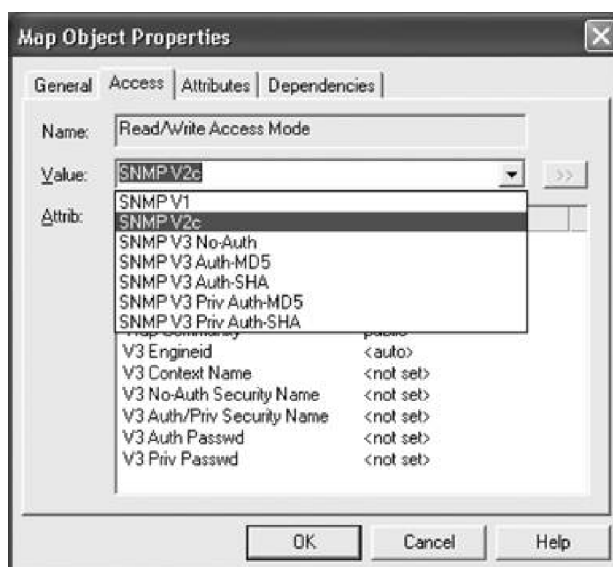 Map Object Properties
General Access Attributes Dependencies
Name: Read/Write Access Mode
Value: SNMP V2c >>
Attrib:
SNMP V1
SNMP V2c
SNMP V3 No-Auth
SNMP V3 Auth-MD5
SNMP V3 Auth-SHA
SNMP V3 Priv Auth-MD5
SNMP V3 Priv Auth-SHA
V3 Engineid <auto>
V3 Context Name <not set>
V3 No-Auth Security Name <not set>
V3 Auth/Priv Security Name <not set>
V3 Auth Passwd <not set>
V3 Priv Passwd <not set>
OK Cancel Help